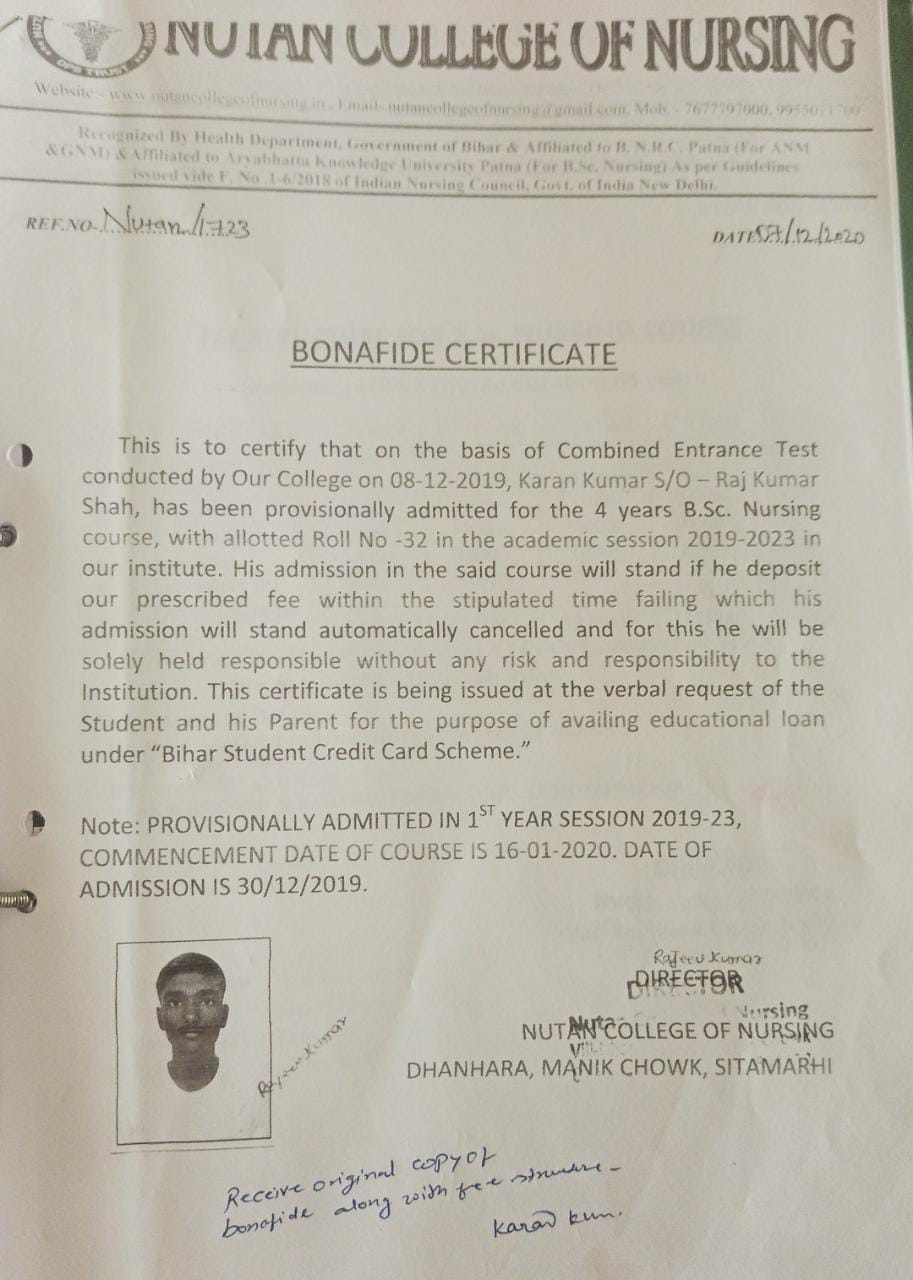 NUTAN COLLEGE OF NURSING
Website:- www.nutancollegeofnursing.in . Email- nutancollegeofnursing@gmail.com. Mob. - 7677797000,
Recognized By Health Department, Government of Bihar & Affiliated to B. N.R.C. Patna (For ANM
&GNM) & Affiliated to Aryabhatta Knowledge University Patna (For B.Sc. Nursing) As per Guidelines
issued vide F. No .1-6/2018 of Indian Nursing Council, Govt. of India New Delhi.
REF.NO- Nutan/1723
DATE 07/12/2020
BONAFIDE CERTIFICATE
This is to certify that on the basis of Combined Entrance Test
conducted by Our College on 08-12-2019, Karan Kumar S/O – Raj Kumar
Shah, has been provisionally admitted for the 4 years B.Sc. Nursing
course, with allotted Roll No -32 in the academic session 2019-2023 in
our institute. His admission in the said course will stand if he deposit
our prescribed fee within the stipulated time failing which his
admission will stand automatically cancelled and for this he will be
solely held responsible without any risk and responsibility to the
Institution. This certificate is being issued at the verbal request of the
Student and his Parent for the purpose of availing educational loan
under “Bihar Student Credit Card Scheme.”
Note: PROVISIONALLY ADMITTED IN 1ST YEAR SESSION 2019-23,
COMMENCEMENT DATE OF COURSE IS 16-01-2020. DATE OF
ADMISSION IS 30/12/2019.
Rajeev Kumar
DIRECTOR
Nursing
NUTAN COLLEGE OF NURSING
DHANHARA, MANIK CHOWK, SITAMARHI
Rajeev Kumar
Receive original copy of
bonafide along with fee structure -
Karan Kum.